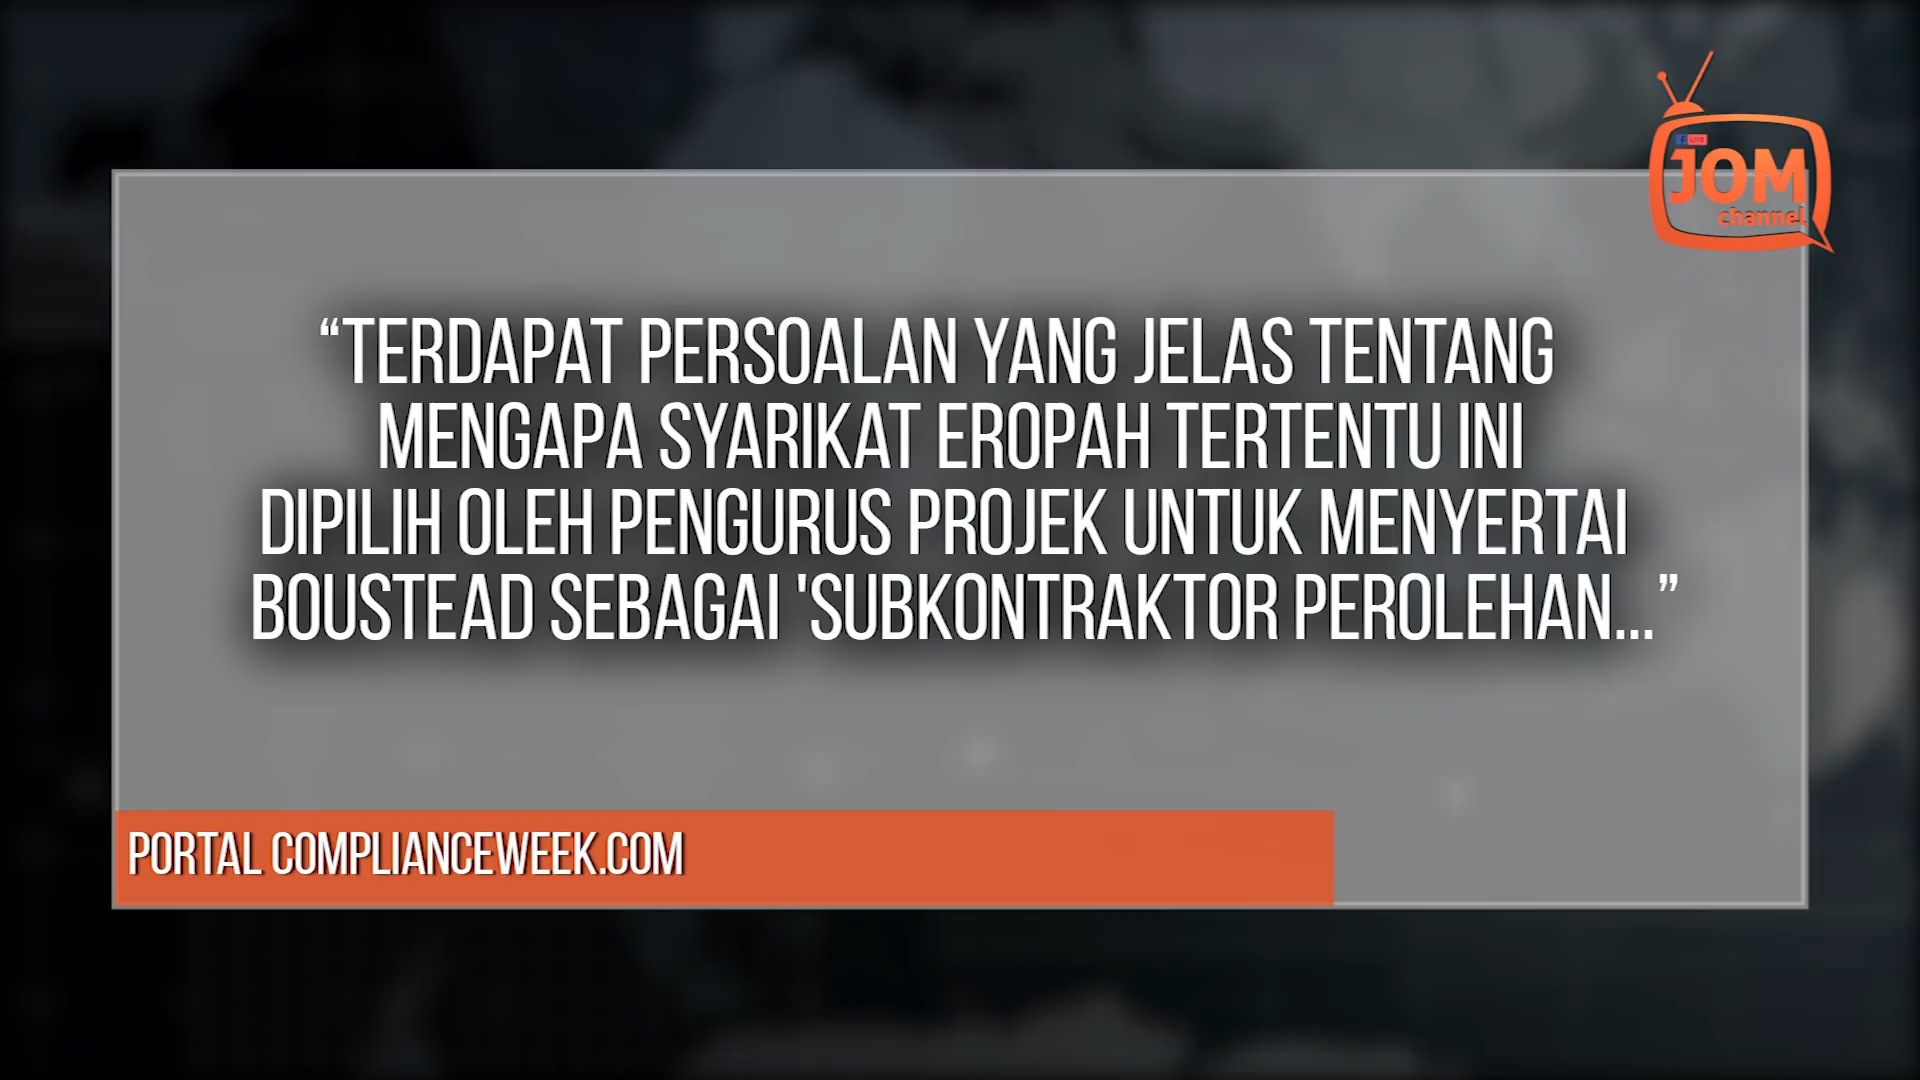 LIVE
JOM
channel
“TERDAPAT PERSOALAN YANG JELAS TENTANG
MENGAPA SYARIKAT EROPAH TERTENTU INI
DIPILIH OLEH PENGURUS PROJEK UNTUK MENYERTAI
BOUSTEAD SEBAGAI 'SUBKONTRAKTOR PEROLEHAN...”
PORTAL COMPLIANCEWEEK.COM